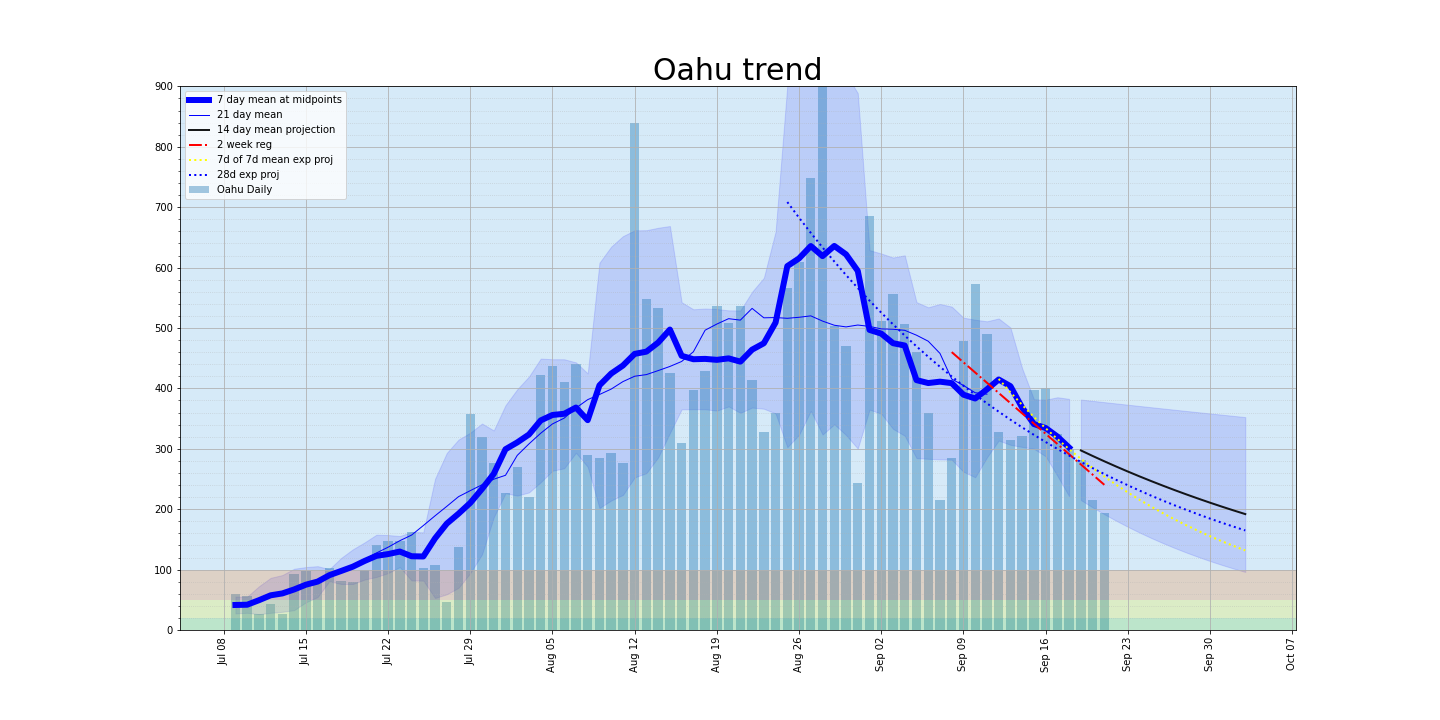 Oahu trend
7 day mean at midpoints
21 day mean
14 day mean projection
2 week reg
7d of 7d mean exp proj
28d exp proj
Oahu Daily
900
800
700
600
500
400
300
200
100
0
Jul 08
Jul 15
Jul 22
Jul 29
Aug 05
Aug 12
Aug 19
Aug 26
Sep 02
Sep 09
Sep 16
Sep 23
Sep 30
Oct 07